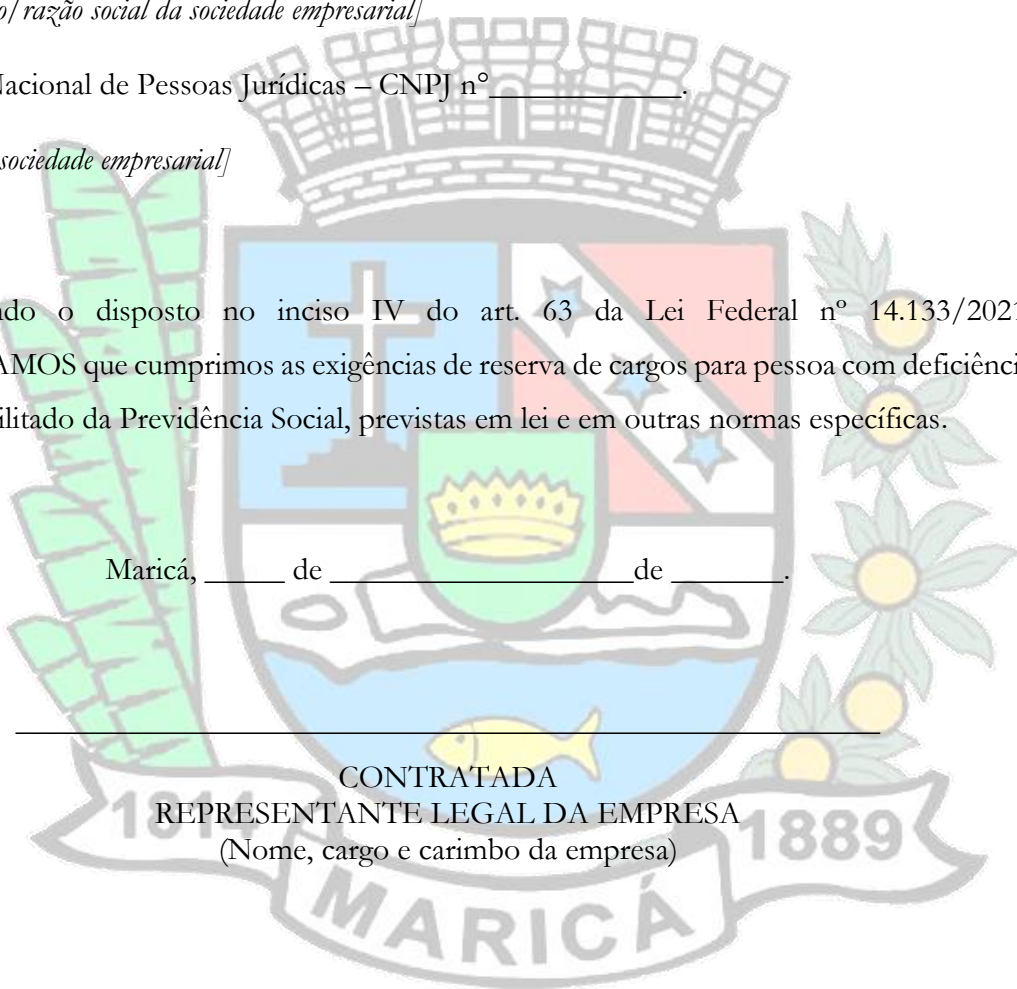 o/razão social da sociedade empresarial]
Nacional de Pessoas Jurídicas – CNPJ n°____________.
sociedade empresarial]
ndo o disposto no inciso IV do art. 63 da Lei Federal nº 14.133/2021
AMOS que cumprimos as exigências de reserva de cargos para pessoa com deficiênci
ilitado da Previdência Social, previstas em lei e em outras normas específicas.
Maricá, _____ de ___________________de _______.
CONTRATADA
REPRESENTANTE LEGAL DA EMPRESA
(Nome, cargo e carimbo da empresa)
1814 1889
MARICÁ